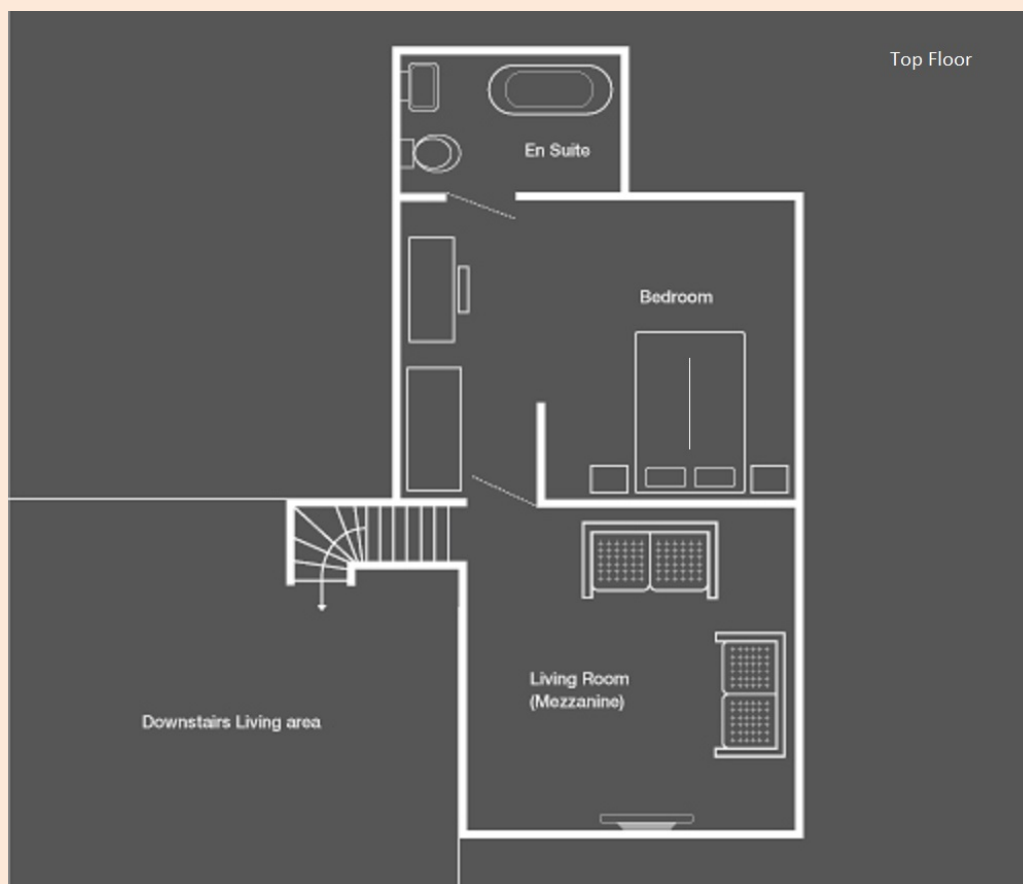 Top Floor
En Suite
Bedroom
Living Room
(Mezzanine)
Downstairs Living area